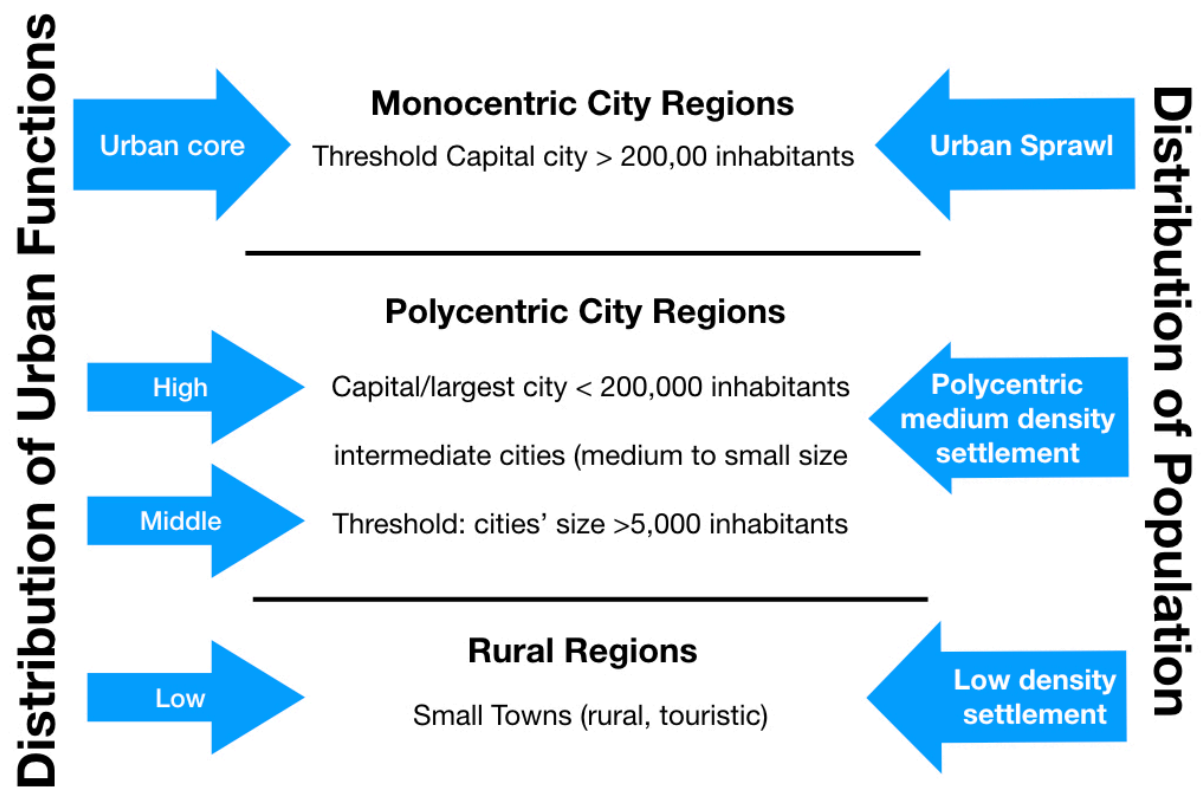 Distribution of Urban Functions
Monocentric City Regions
Urban core
Threshold Capital city > 200,00 inhabitants
Urban Sprawl
Polycentric City Regions
High
Capital/largest city < 200,000 inhabitants
intermediate cities (medium to small size
Middle
Threshold: cities’ size >5,000 inhabitants
Polycentric
medium density
settlement
Rural Regions
Low
Small Towns (rural, touristic)
Low density
settlement
Distribution of Population